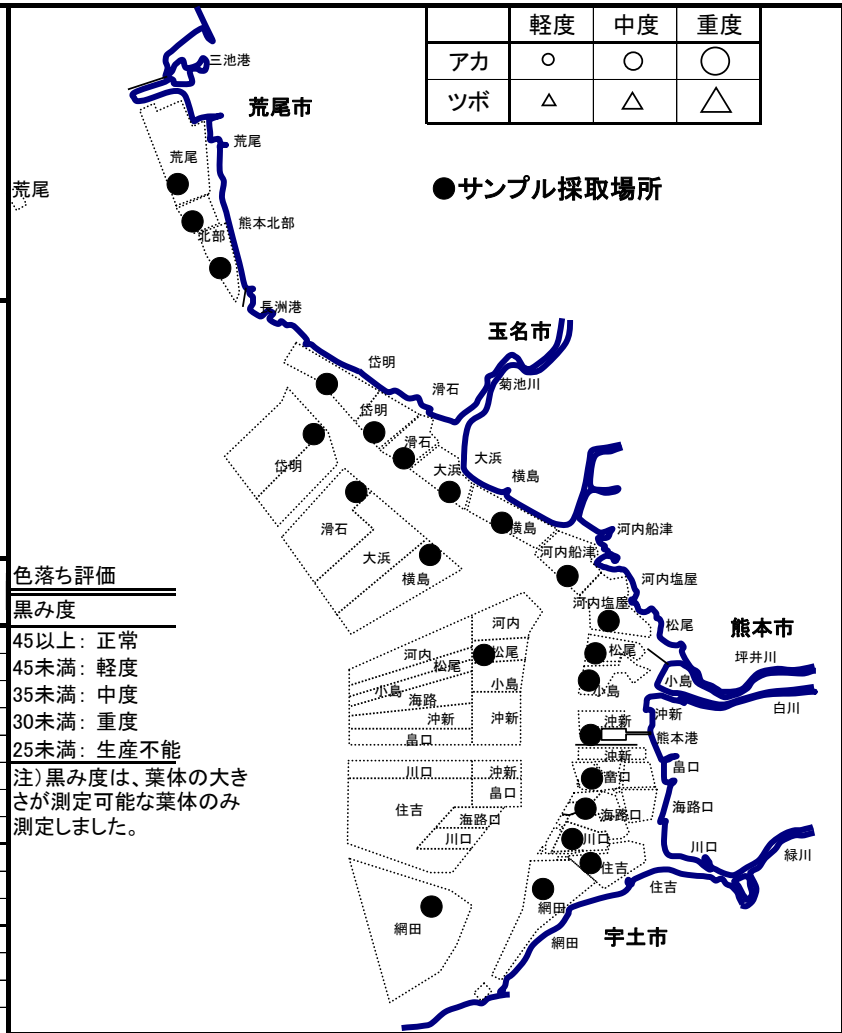 軽度 中度 重度
アカ ○ ○ ○
ツボ △ △ △
●サンプル採取場所
三池港
荒尾市
荒尾
荒尾
荒尾
熊本北部
北部
長洲港
玉名市
岱明
滑石
菊池川
岱明
滑石
大浜
大浜
横島
岱明
横島
河内船津
滑石
河内船津
大浜
横島
河内塩屋
河内塩屋
松尾
熊本市
坪井川
河内
河内
松尾
松尾
松尾
小島
小島
小島
小島
白川
海路
沖新
沖新
沖新
沖新
熊本港
畠口
沖新
川口
沖新
畠口
畠口
畠口
住吉
海路口
海路口
海路口
川口
川口
川口
緑川
住吉
住吉
網田
網田
網田
宇土市
色落ち評価
黒み度
45以上: 正常
45未満: 軽度
35未満: 中度
30未満: 重度
25未満: 生産不能
注)黒み度は、葉体の大き
さが測定可能な葉体のみ
測定しました。